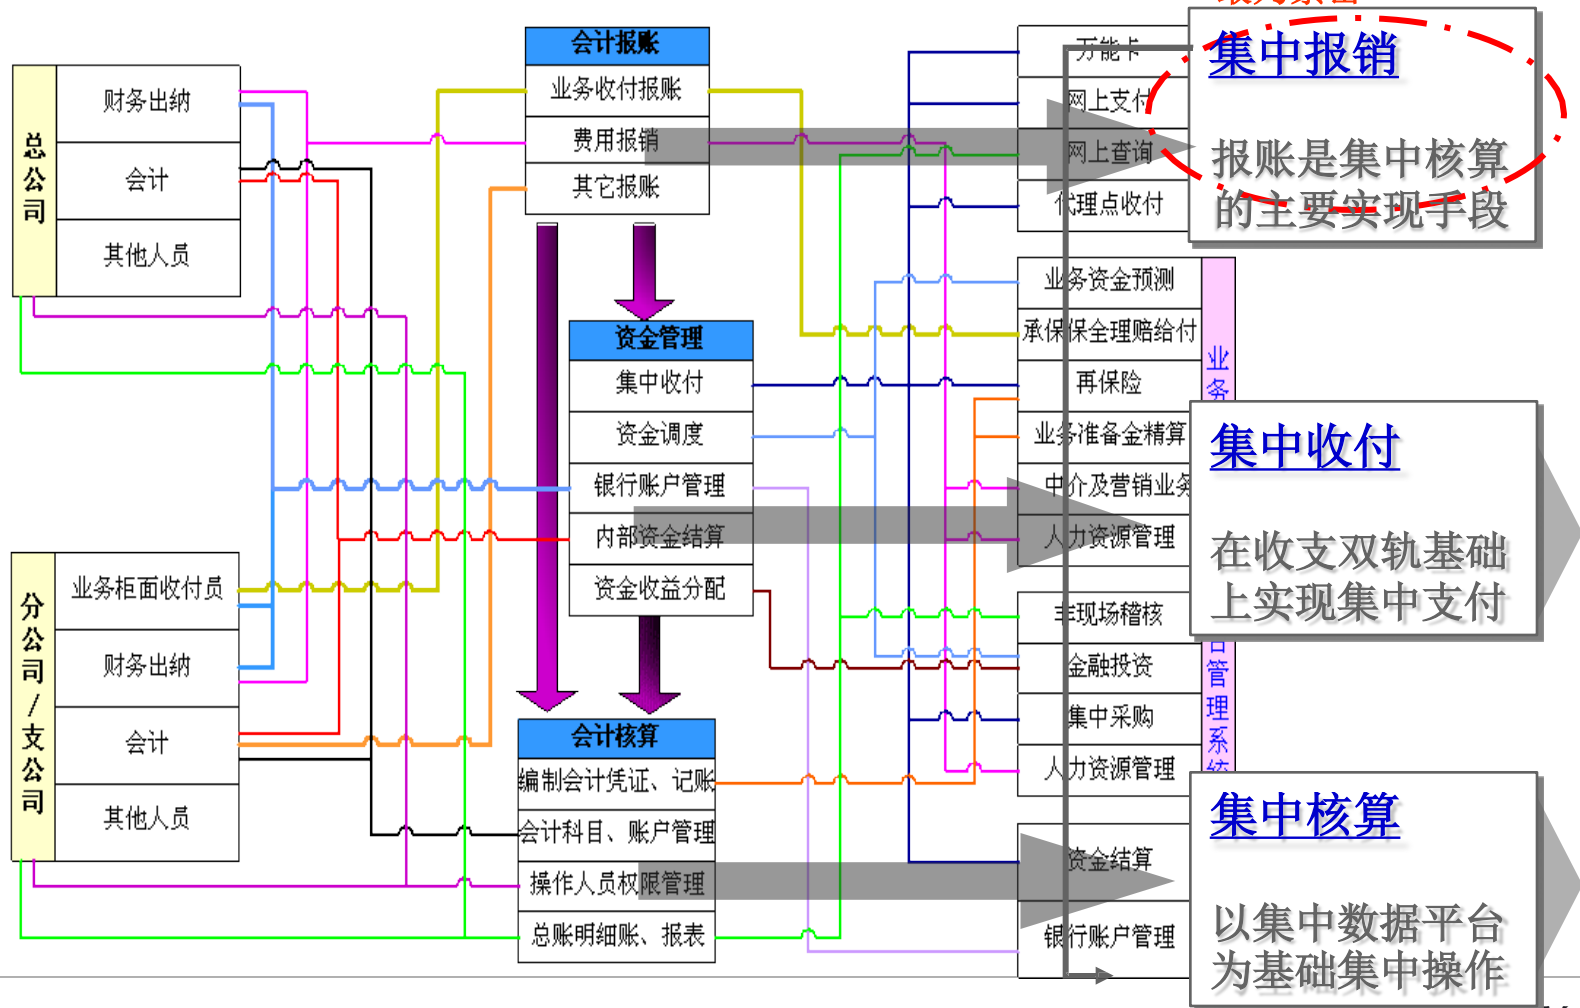 总公司
财务出纳
会计
其他人员
分公司/支公司
业务柜面收付员
财务出纳
会计
其他人员
会计报账
业务收付报账
费用报销
其它报账
资金管理
集中收付
资金调度
银行账户管理
内部资金结算
资金收益分配
会计核算
编制会计凭证、记账
会计科目、账户管理
操作人员权限管理
总账明细账、报表
万能卡
网上支付
网上查询
代理点收付
业务资金预测
承保保全理赔给付
再保险
业务准备金精算
中介及营销业务
人力资源管理
业务
非现场稽核
金融投资
集中采购
人力资源管理
管理系统
资金结算
银行账户管理
集中报销
报账是集中核算
的主要实现手段
集中收付
在收支双轨基础
上实现集中支付
集中核算
以集中数据平台
为基础集中操作